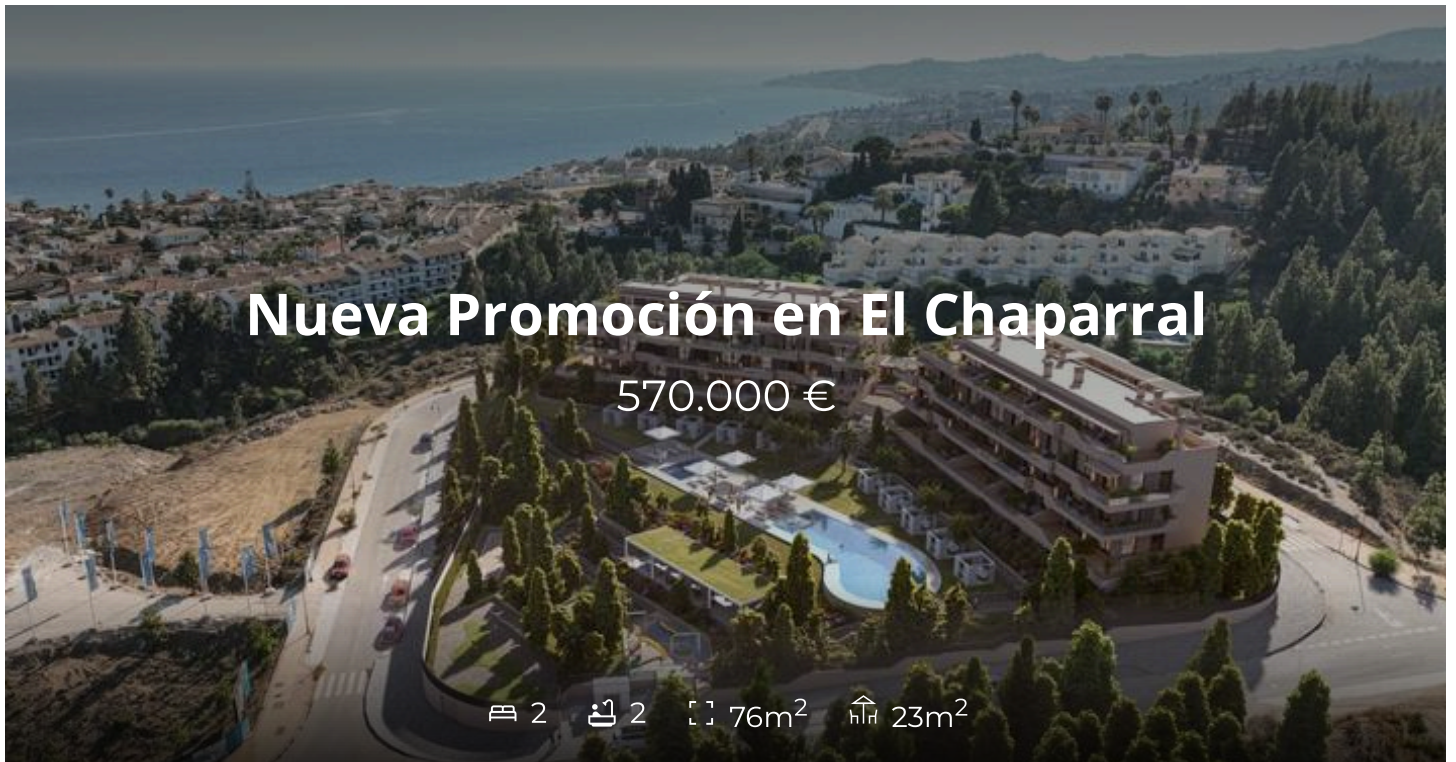 Nueva Promoción en El Chaparral
570.000 €
2 2 76m² 23m²